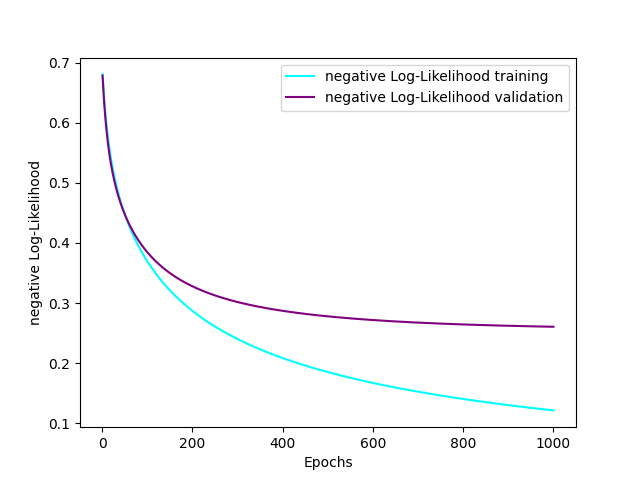 negative Log-Likelihood training
negative Log-Likelihood validation
negative Log-Likelihood
0.7
0.6
0.5
0.4
0.3
0.2
0.1
0 200 400 600 800 1000
Epochs